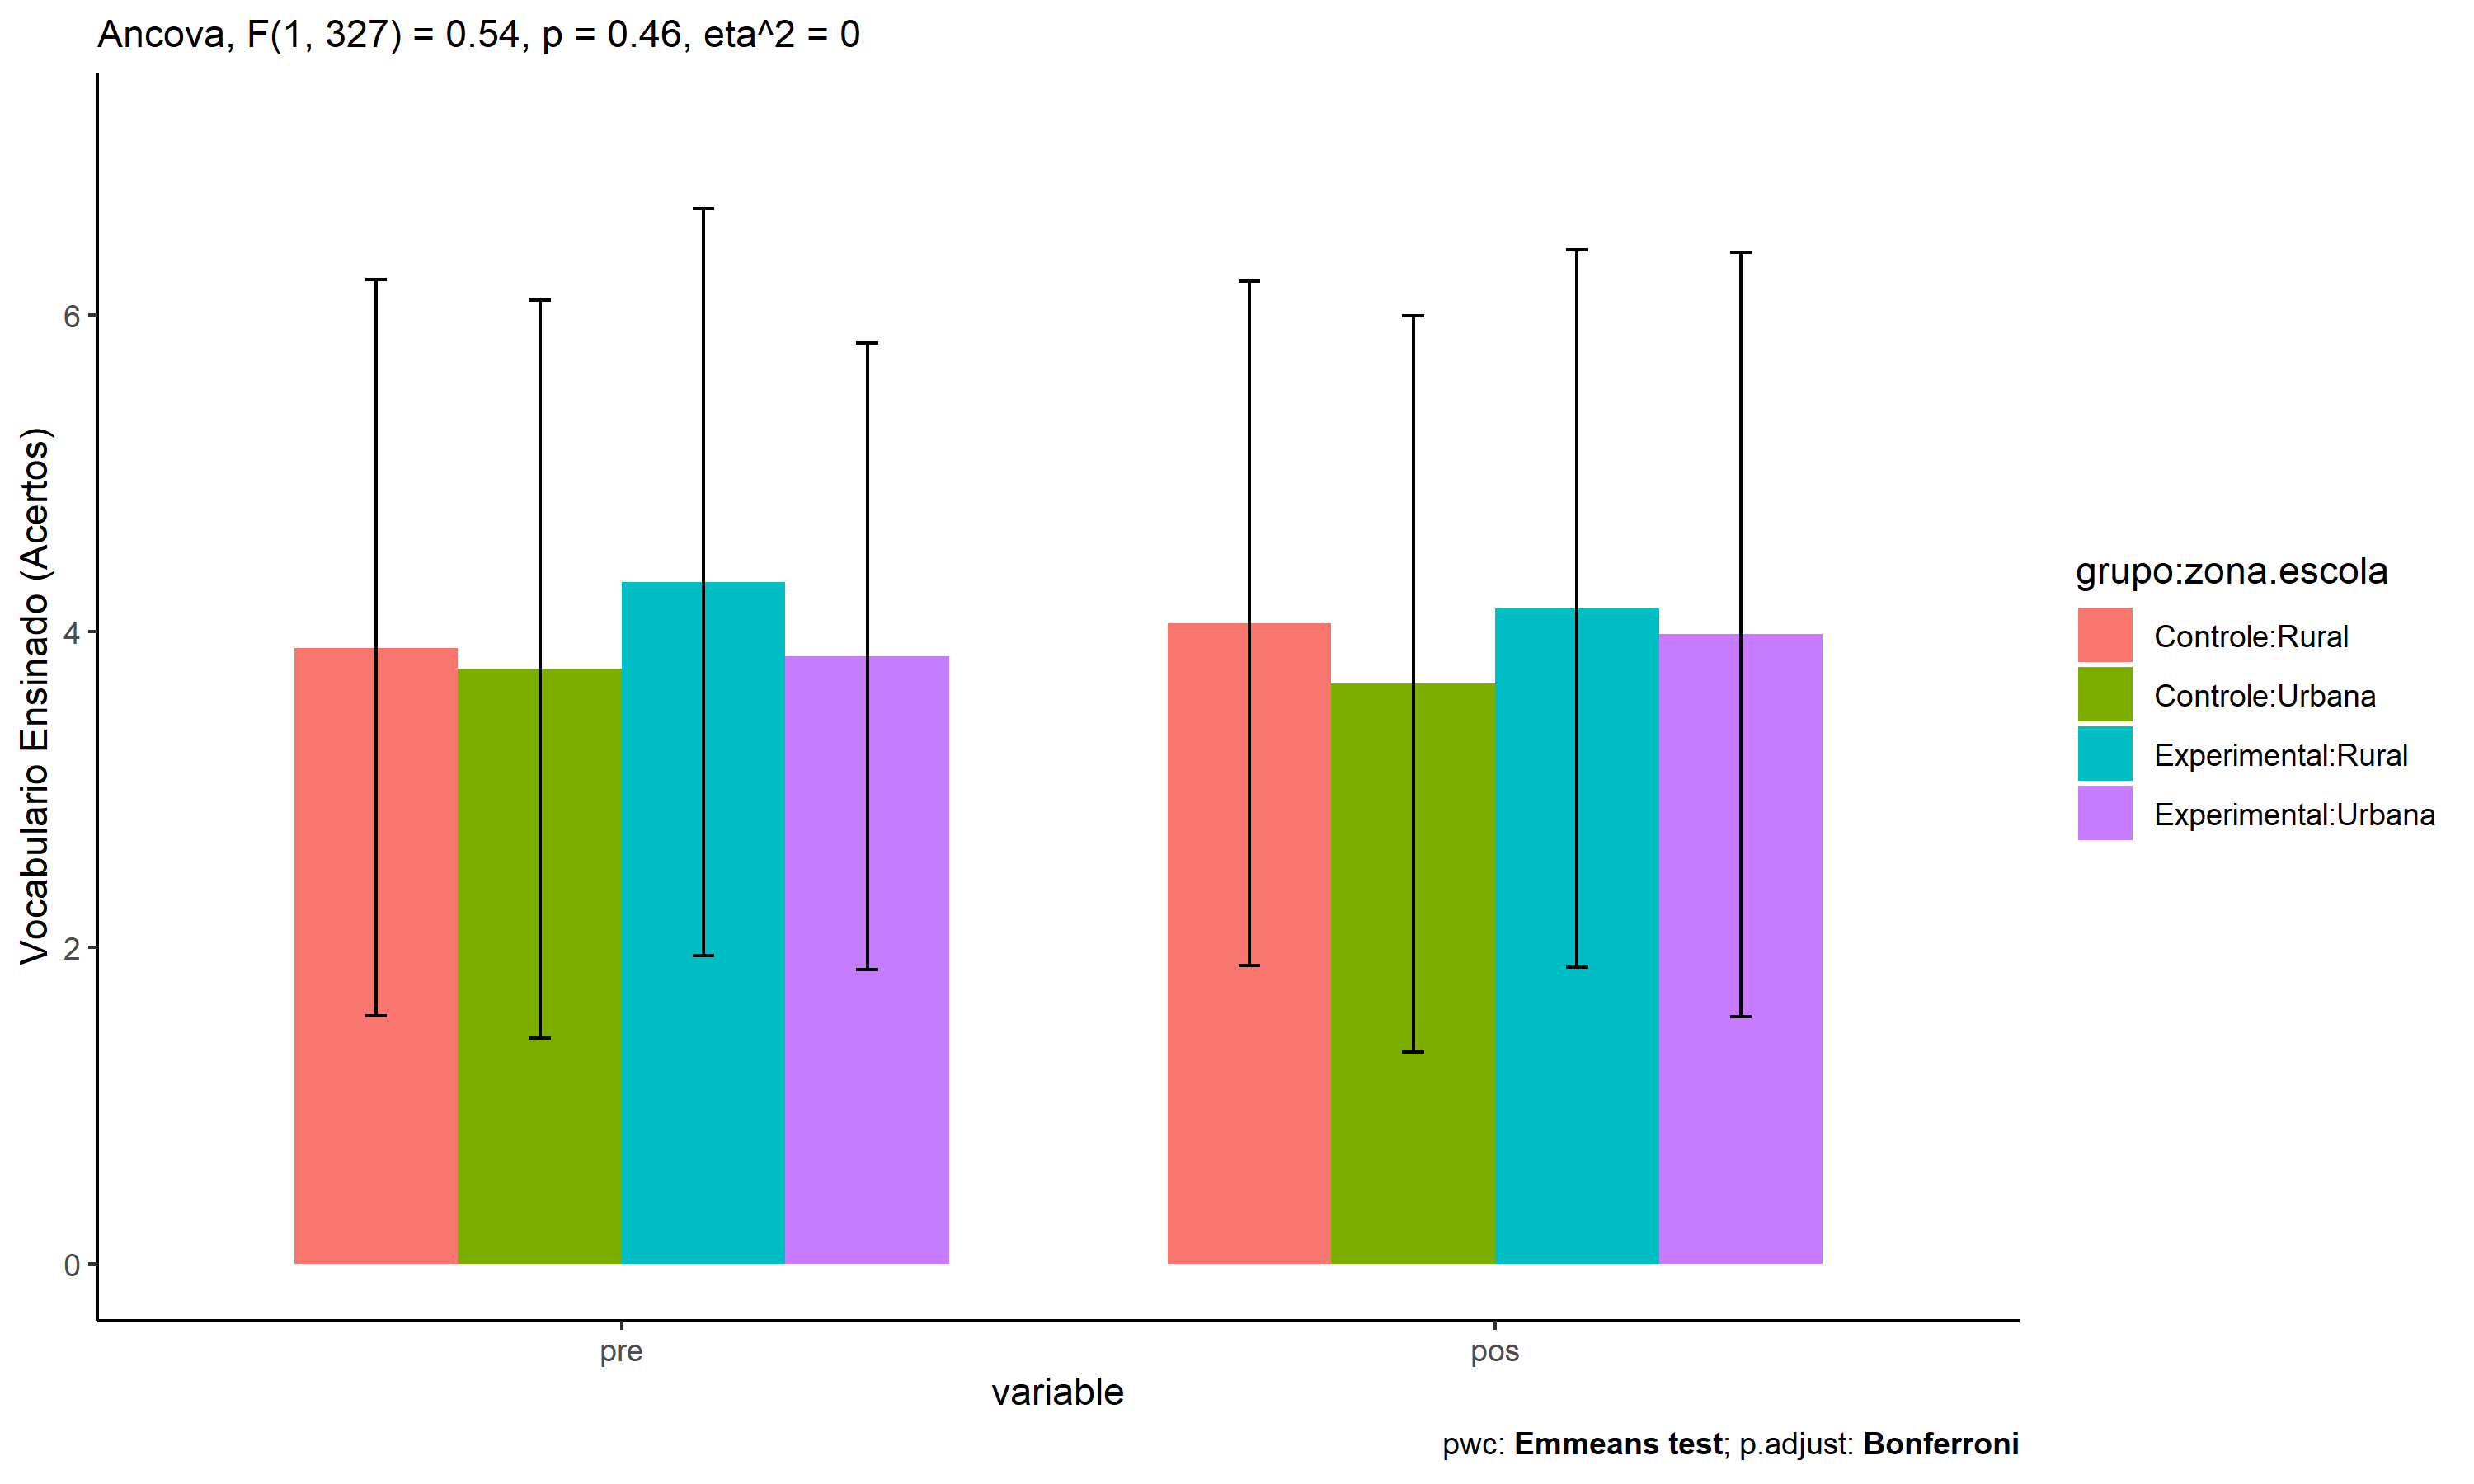 Ancova, F(1, 327) = 0.54, p = 0.46, eta^2 = 0
Vocabulario Ensinado (Acertos)
6
4
2
0
pre
pos
variable
grupo:zona.escola
Controle:Rural
Controle:Urbana
Experimental:Rural
Experimental:Urbana
pwc: Emmeans test; p.adjust: Bonferroni